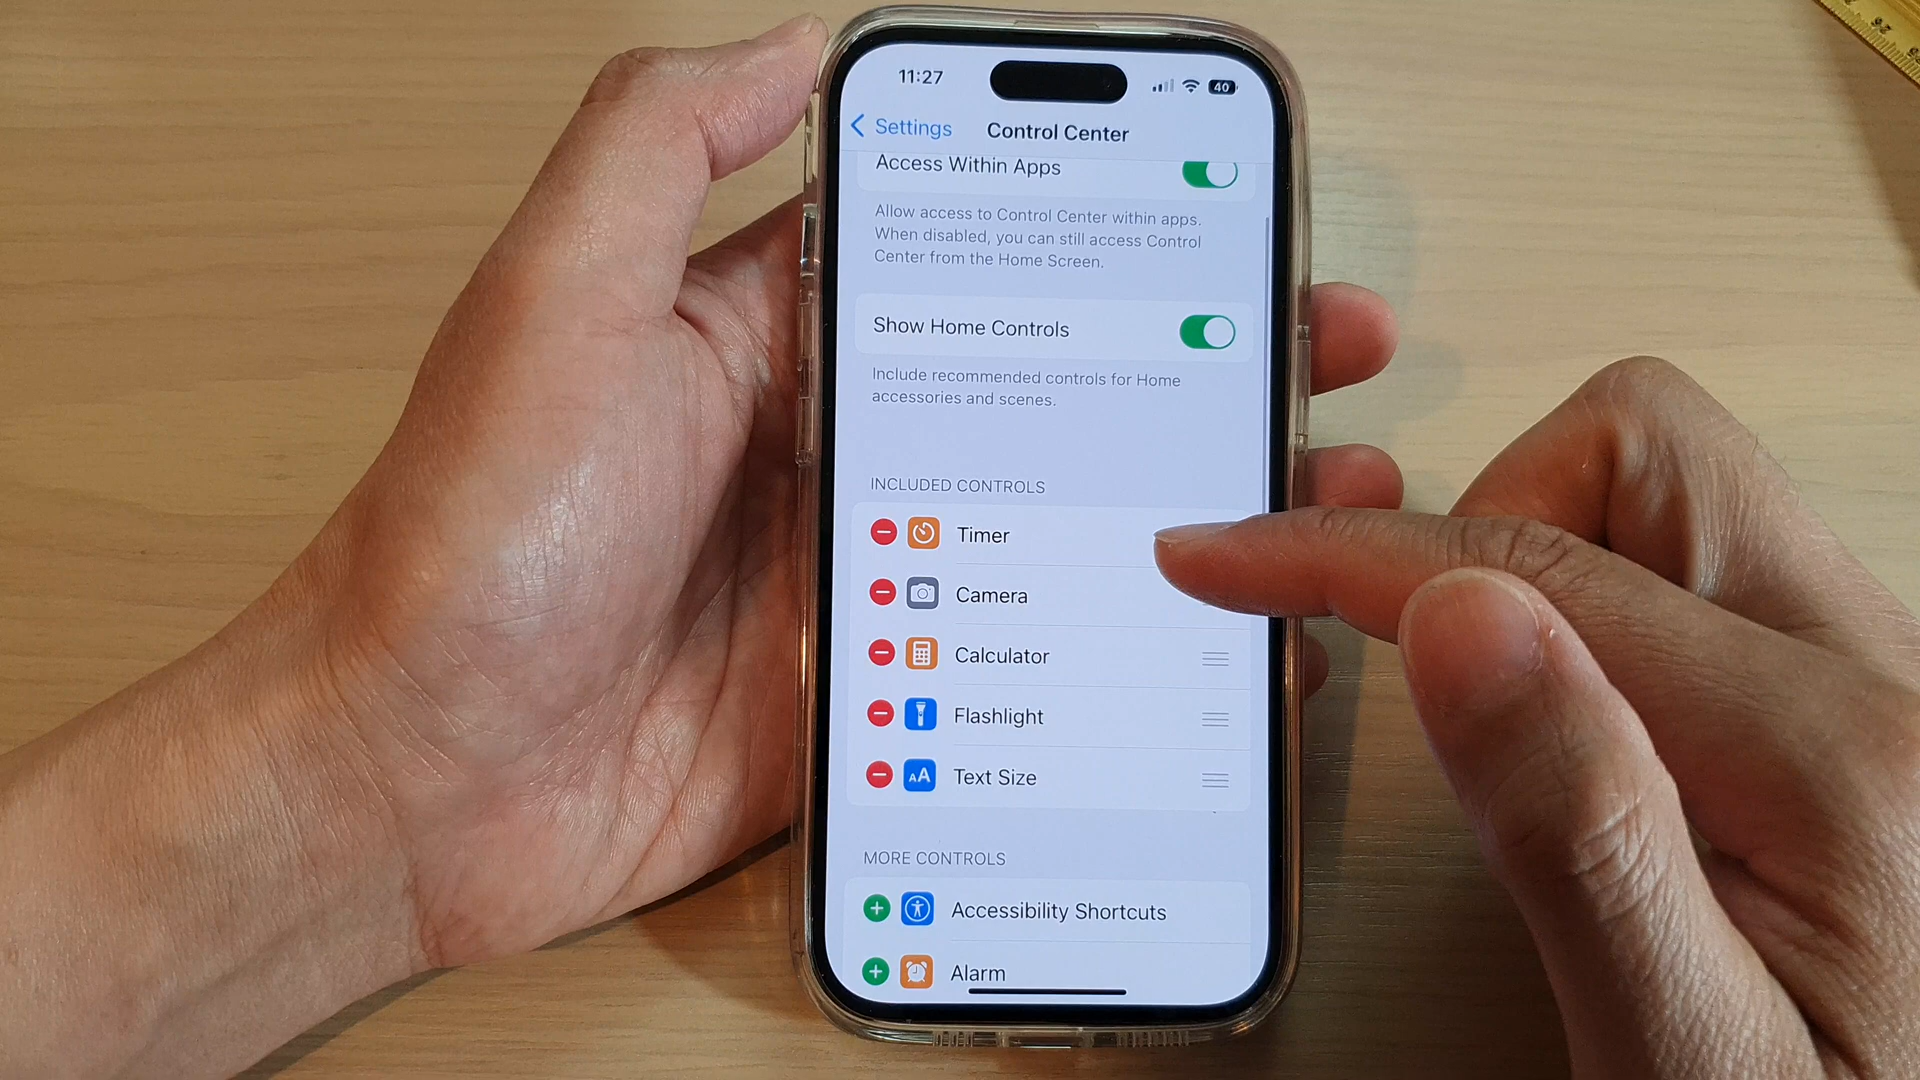 11:27
40
Settings
Control Center
Access Within Apps
Allow access to Control Center within apps.
When disabled, you can still access Control
Center from the Home Screen.
Show Home Controls
Include recommended controls for Home
accessories and scenes.
INCLUDED CONTROLS
Timer
Camera
Calculator
Flashlight
AA
Text Size
MORE CONTROLS
Accessibility Shortcuts
Alarm